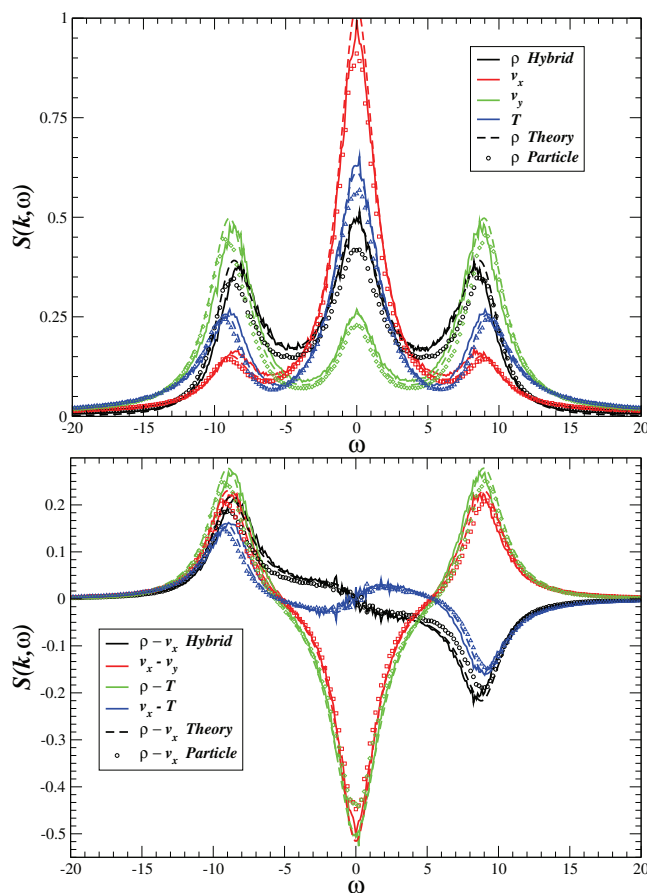 1
0.75
0.5
0.25
0
S(k,ω)
ρ Hybrid
v_x
v_y
T
ρ Theory
ρ Particle
-20 -15 -10 -5 0 5 10 15 20
ω
0.2
0.1
0
-0.1
-0.2
-0.3
-0.4
-0.5
S(k,ω)
ρ – v_x Hybrid
v_x - v_y
ρ – T
v_x - T
ρ – v_x Theory
ρ – v_x Particle
-20 -15 -10 -5 0 5 10 15 20
ω